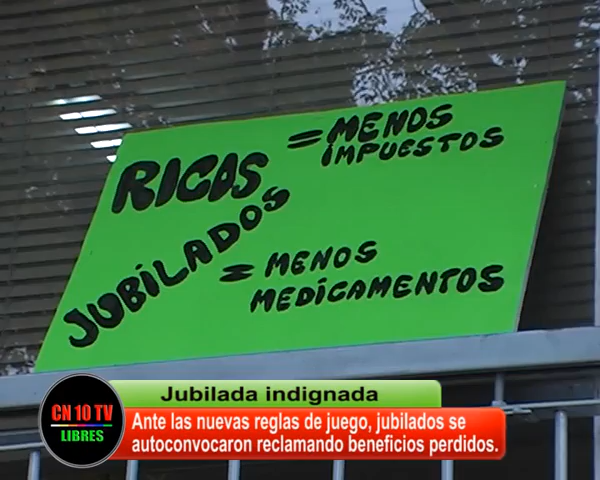 RICOS = MENOS
IMPUESTOS
JUBiLADOS = MENOS
MEDiCAMENTOS
Jubilada indignada
CN 10 TV
LIBRES
Ante las nuevas reglas de juego, jubilados se
autoconvocaron reclamando beneficios perdidos.